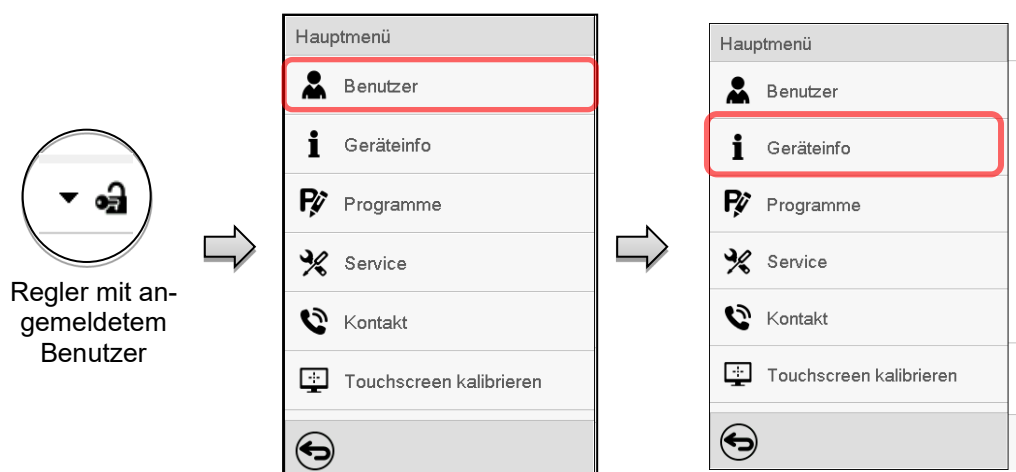 Regler mit an-
gemeldetem
Benutzer
Hauptmenü
Benutzer
Geräteinfo
Programme
Service
Kontakt
Touchscreen kalibrieren
Hauptmenü
Benutzer
Geräteinfo
Programme
Service
Kontakt
Touchscreen kalibrieren